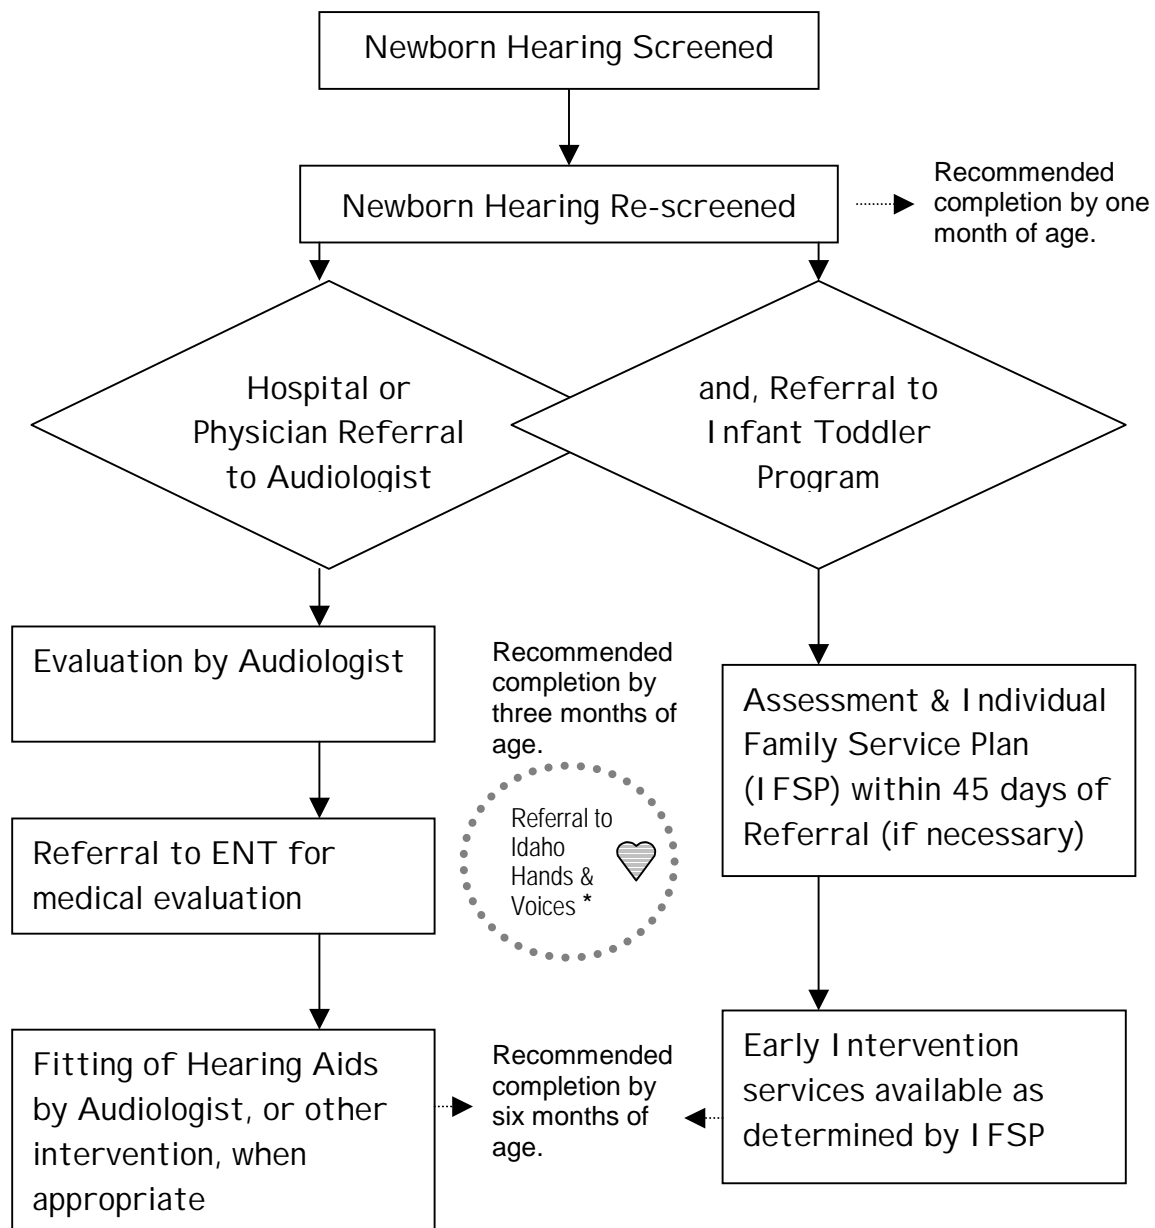 Newborn Hearing Screened
Newborn Hearing Re-screened
Recommended
completion by one
month of age.
Hospital or
Physician Referral
to Audiologist
and, Referral to
Infant Toddler
Program
Evaluation by Audiologist
Recommended
completion by
three months of
age.
Assessment & Individual
Family Service Plan
(IFSP) within 45 days of
Referral (if necessary)
Referral to ENT for
medical evaluation
Referral to
Idaho
Hands &
Voices *
Fitting of Hearing Aids
by Audiologist, or other
intervention, when
appropriate
Recommended
completion by
six months of
age.
Early Intervention
services available as
determined by IFSP